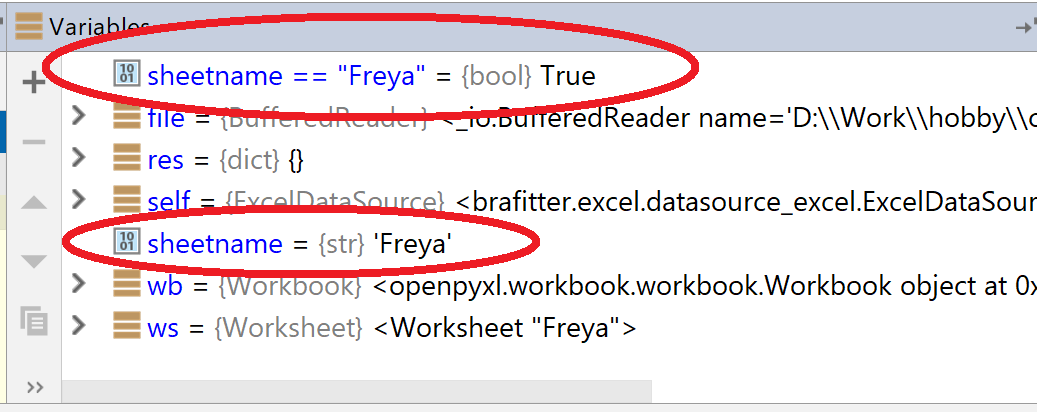 Variables
sheetname == "Freya" = {bool} True
file = {BufferedReader} <_io.BufferedReader name='D:\\Work\\hobby\\
res = {dict} {}
self = {ExcelDataSource} <brafitter.excel.datasource_excel.ExcelDataSour
sheetname = {str} 'Freya'
wb = {Workbook} <openpyxl.workbook.workbook.Workbook object at 0x
ws = {Worksheet} <Worksheet "Freya">